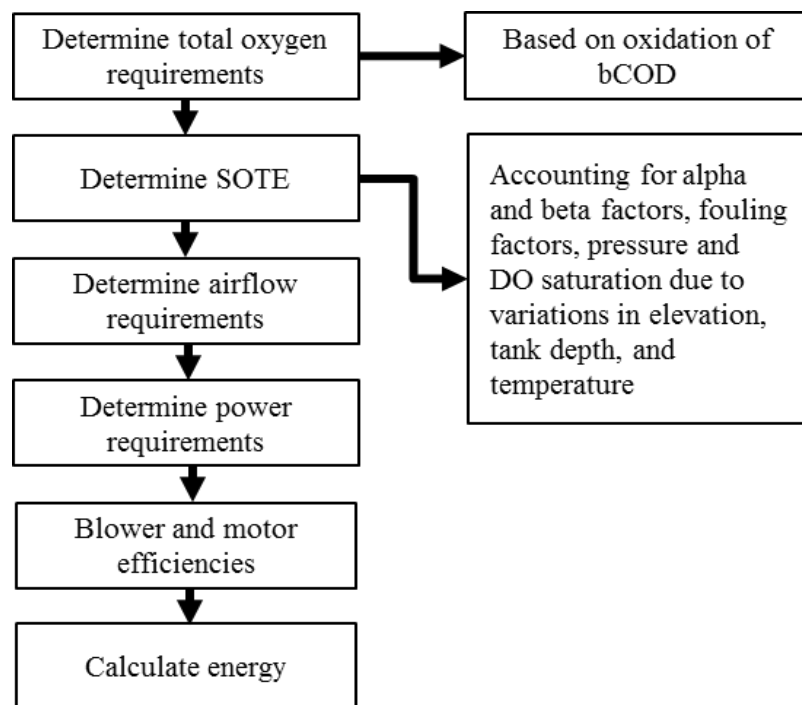 Determine total oxygen
requirements
Based on oxidation of
bCOD
Determine SOTE
Accounting for alpha
and beta factors, fouling
factors, pressure and
DO saturation due to
variations in elevation,
tank depth, and
temperature
Determine airflow
requirements
Determine power
requirements
Blower and motor
efficiencies
Calculate energy